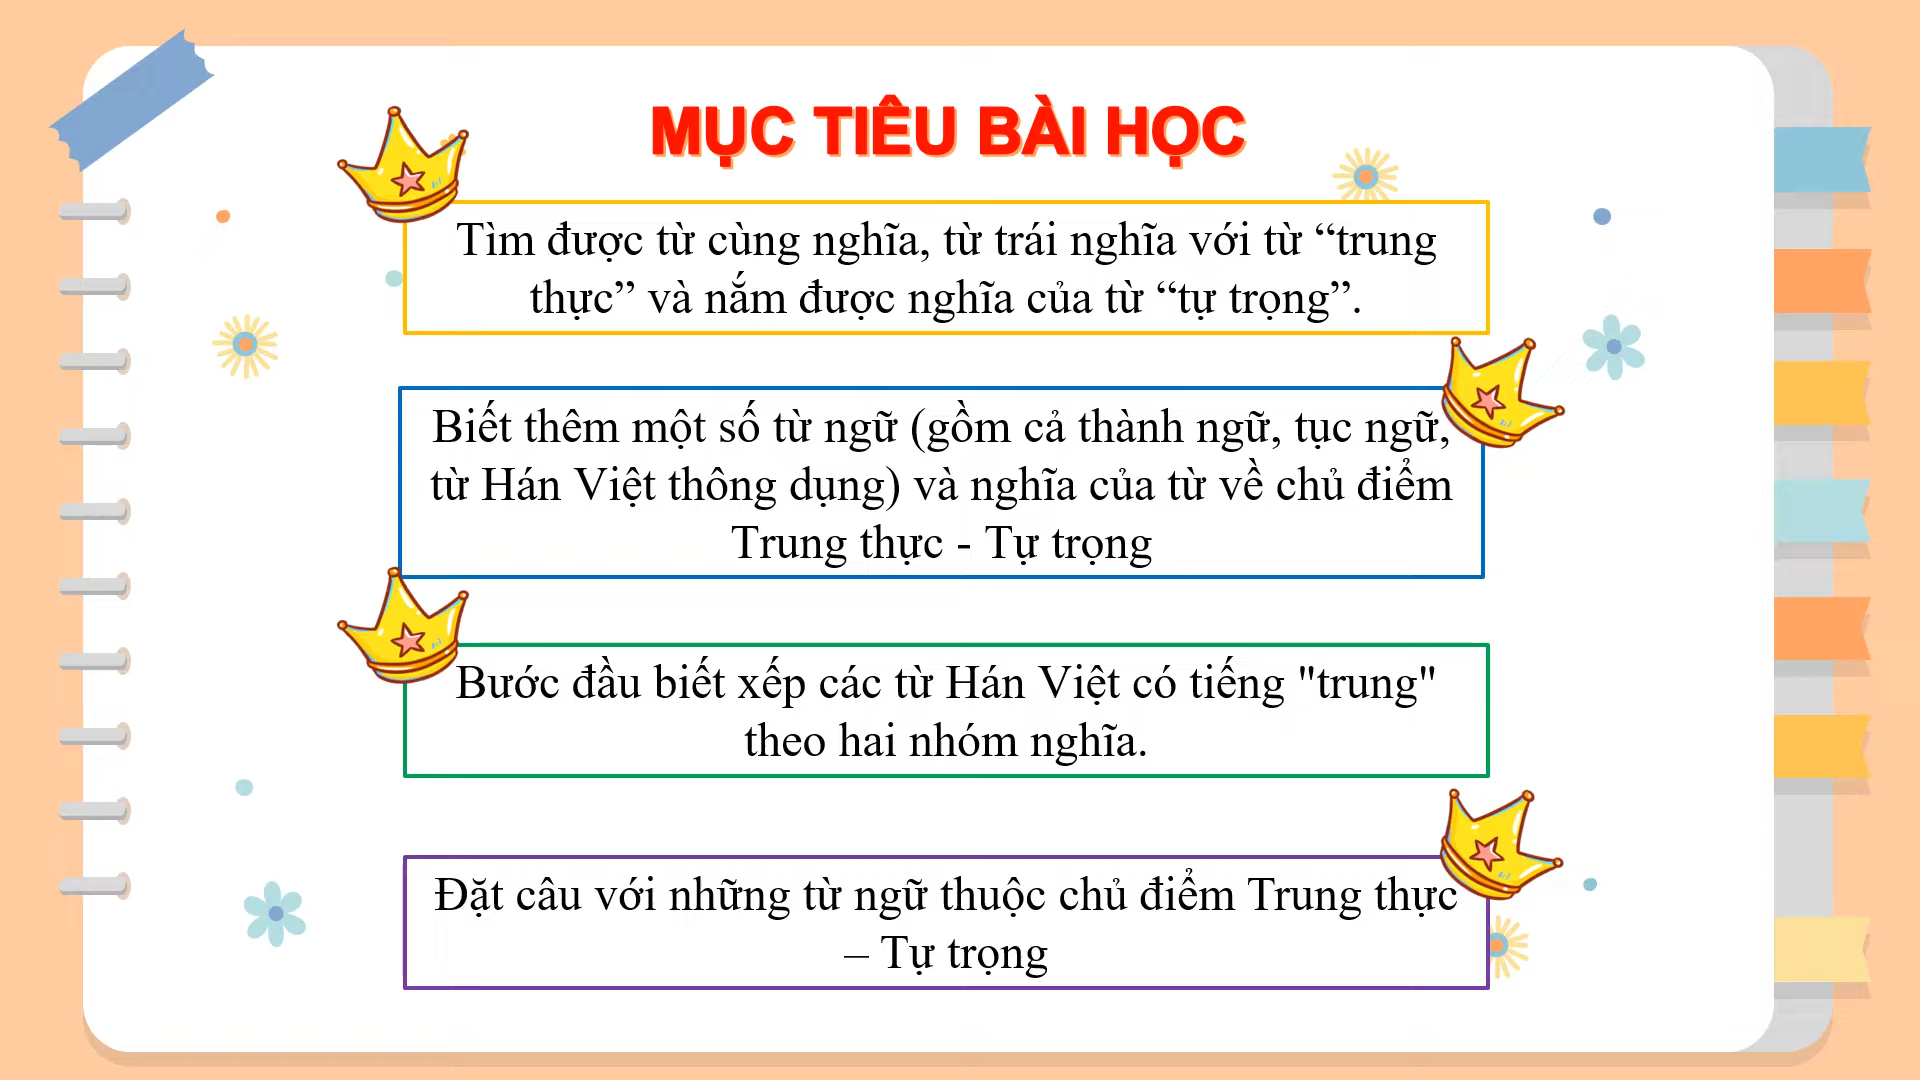 MỤC TIÊU BÀI HỌC
Tìm được từ cùng nghĩa, từ trái nghĩa với từ “trung
thực” và nắm được nghĩa của từ “tự trọng”.
Biết thêm một số từ ngữ (gồm cả thành ngữ, tục ngữ,
từ Hán Việt thông dụng) và nghĩa của từ về chủ điểm
Trung thực - Tự trọng
Bước đầu biết xếp các từ Hán Việt có tiếng "trung"
theo hai nhóm nghĩa.
Đặt câu với những từ ngữ thuộc chủ điểm Trung thực
– Tự trọng